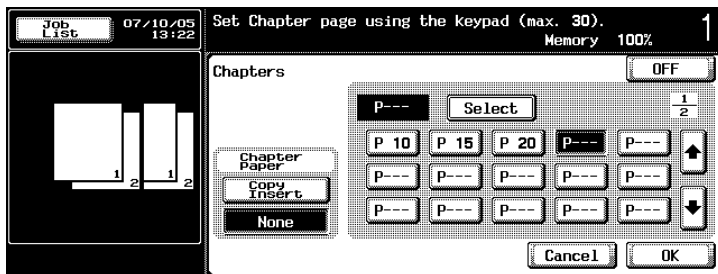 Job
List
07/10/05
13:22
Set Chapter page using the keypad (max. 30).
Memory 100%
1
Chapters
OFF
P---
Select
1
2
P 10 P 15 P 20 P--- P---
P--- P--- P--- P--- P---
P--- P--- P--- P--- P---
Chapter
Paper
Copy
Insert
None
1 2 1 2
Cancel OK